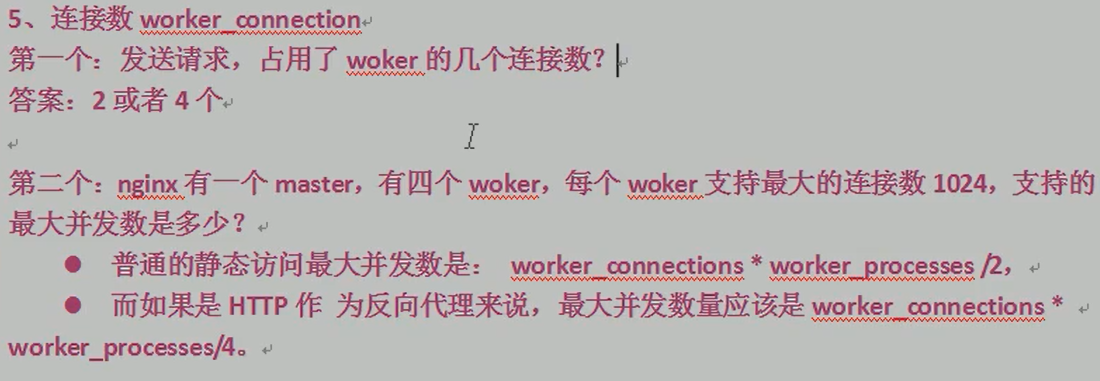 5、连接数 worker_connection
第一个：发送请求，占用了 woker 的几个连接数？
答案：2 或者 4 个
第二个：nginx 有一个 master，有四个 woker，每个 woker 支持最大的连接数 1024，支持的
最大并发数是多少？
● 普通的静态访问最大并发数是： worker_connections * worker_processes /2，
● 而如果是 HTTP 作 为反向代理来说，最大并发数量应该是 worker_connections *
worker_processes/4。